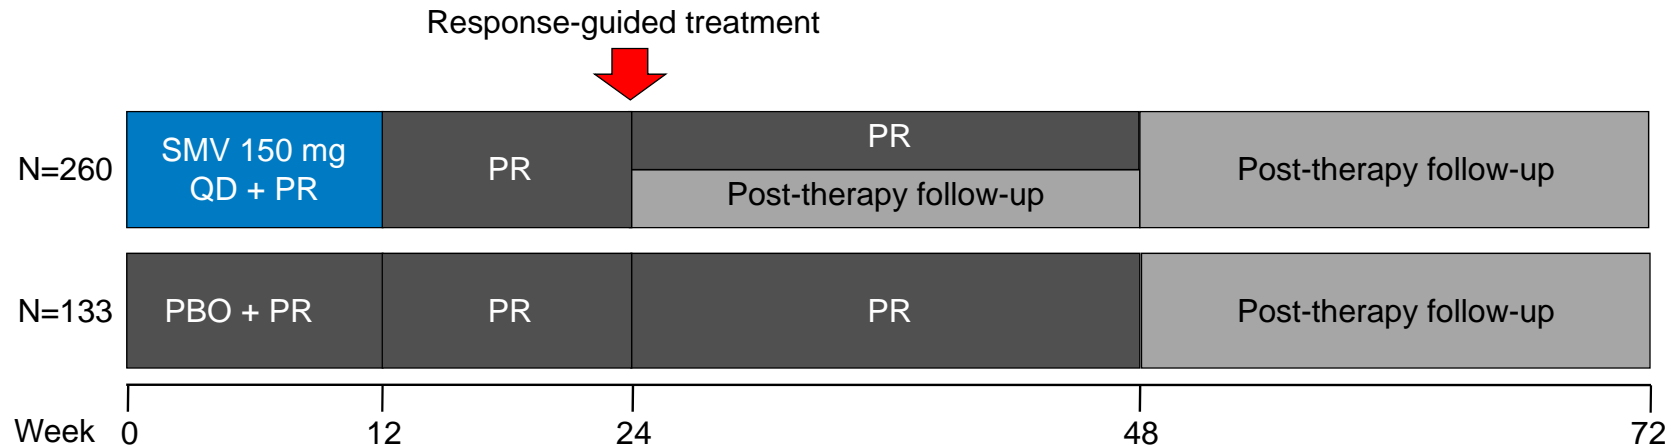 Response-guided treatment
N=260
SMV 150 mg
QD + PR
PR
PR
Post-therapy follow-up
Post-therapy follow-up
N=133
PBO + PR
PR
PR
Post-therapy follow-up
Week 0 12 24 48 72